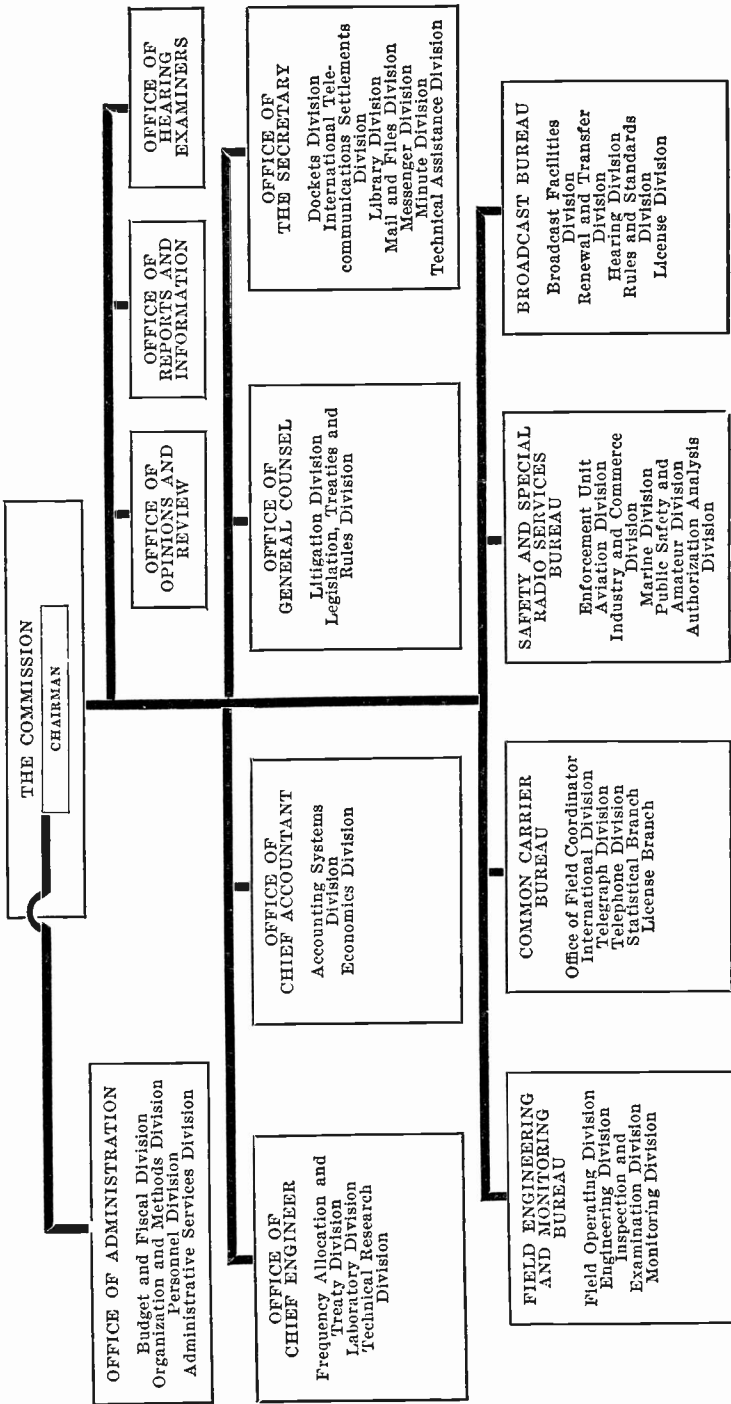 THE COMMISSION
CHAIRMAN
OFFICE OF ADMINISTRATION
Budget and Fiscal Division
Organization and Methods Division
Personnel Division
Administrative Services Division
OFFICE OF
OPINIONS AND
REVIEW
OFFICE OF
REPORTS AND
INFORMATION
OFFICE OF
HEARING
EXAMINERS
OFFICE OF
CHIEF ENGINEER
Frequency Allocation and
Treaty Division
Laboratory Division
Technical Research
Division
OFFICE OF
CHIEF ACCOUNTANT
Accounting Systems
Division
Economics Division
OFFICE OF
GENERAL COUNSEL
Litigation Division
Legislation, Treaties and
Rules Division
OFFICE OF
THE SECRETARY
Dockets Division
International Tele-
communications Settlements
Division
Library Division
Mail and Files Division
Messenger Division
Minute Division
Technical Assistance Division
FIELD ENGINEERING
AND MONITORING
BUREAU
Field Operating Division
Engineering Division
Inspection and
Examination Division
Monitoring Division
COMMON CARRIER
BUREAU
Office of Field Coordinator
International Division
Telegraph Division
Telephone Division
Statistical Branch
License Branch
SAFETY AND SPECIAL
RADIO SERVICES
BUREAU
Enforcement Unit
Aviation Division
Industry and Commerce
Division
Marine Division
Public Safety and
Amateur Division
Authorization Analysis
Division
BROADCAST BUREAU
Broadcast Facilities
Division
Renewal and Transfer
Division
Hearing Division
Rules and Standards
Division
License Division